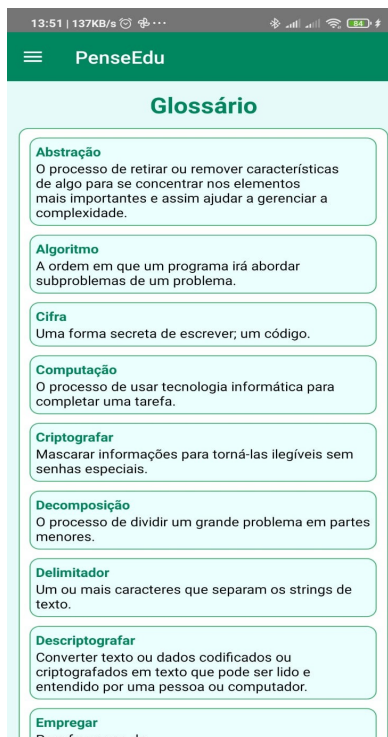 13:51 | 137KB/s
84
PenseEdu
Glossário
Abstração
O processo de retirar ou remover características
de algo para se concentrar nos elementos
mais importantes e assim ajudar a gerenciar a
complexidade.
Algoritmo
A ordem em que um programa irá abordar
subproblemas de um problema.
Cifra
Uma forma secreta de escrever; um código.
Computação
O processo de usar tecnologia informática para
completar uma tarefa.
Criptografar
Mascarar informações para torná-las ilegíveis sem
senhas especiais.
Decomposição
O processo de dividir um grande problema em partes
menores.
Delimitador
Um ou mais caracteres que separam os strings de
texto.
Descriptografar
Converter texto ou dados codificados ou
criptografados em texto que pode ser lido e
entendido por uma pessoa ou computador.
Empregar